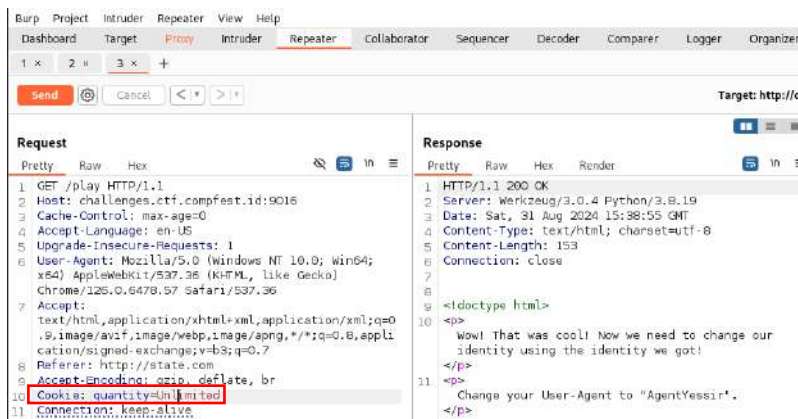 Burp Project Intruder Repeater View Help
Dashboard Target Proxy Intruder Repeater Collaborator Sequencer Decoder Comparer Logger Organizer
1 × 2 × 3 × +
Send Cancel < > Target: http://c
Request
Pretty Raw Hex \n
1 GET /play HTTP/1.1
2 Host: challenges.ctf.compfest.id:9016
3 Cache-Control: max-age=0
4 Accept-Language: en-US
5 Upgrade-Insecure-Requests: 1
6 User-Agent: Mozilla/5.0 (Windows NT 10.0; Win64;
x64) AppleWebKit/537.36 (KHTML, like Gecko)
Chrome/126.0.6478.57 Safari/537.36
7 Accept:
text/html,application/xhtml+xml,application/xml;q=0
.9,image/avif,image/webp,image/apng,*/*;q=0.8,appli
cation/signed-exchange;v=b3;q=0.7
8 Referer: http://state.com
9 Accept-Encoding: gzip, deflate, br
10 Cookie: quantity=Unlimited
11 Connection: keep-alive
Response
Pretty Raw Hex Render \n
1 HTTP/1.1 200 OK
2 Server: Werkzeug/3.0.4 Python/3.8.19
3 Date: Sat, 31 Aug 2024 15:38:55 GMT
4 Content-Type: text/html; charset=utf-8
5 Content-Length: 153
6 Connection: close
7
8
9 <!doctype html>
10 <p>
Wow! That was cool! Now we need to change our
identity using the identity we got!
</p>
11 <p>
Change your User-Agent to "AgentYessir".
</p>